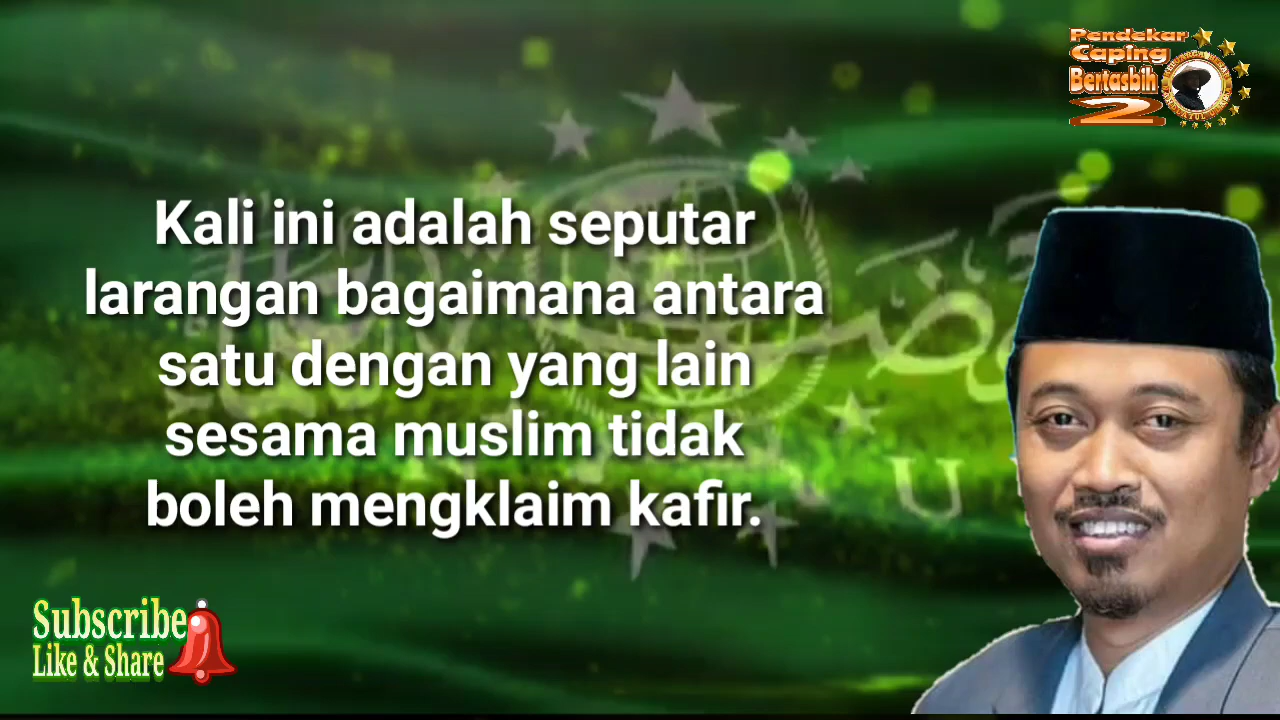 Pendekar
Caping
Bertasbih
2
Kali ini adalah seputar
larangan bagaimana antara
satu dengan yang lain
sesama muslim tidak
boleh mengklaim kafir.
U
Subscribe
Like & Share